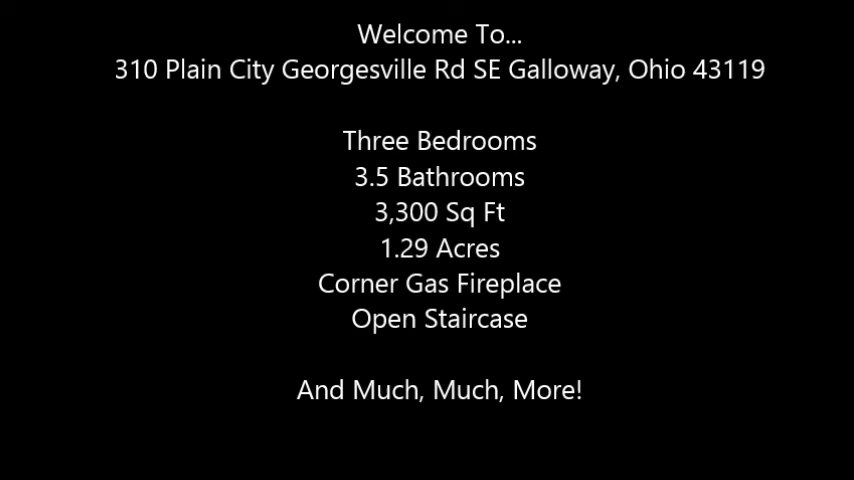 Welcome To...
310 Plain City Georgesville Rd SE Galloway, Ohio 43119
Three Bedrooms
3.5 Bathrooms
3,300 Sq Ft
1.29 Acres
Corner Gas Fireplace
Open Staircase
And Much, Much, More!